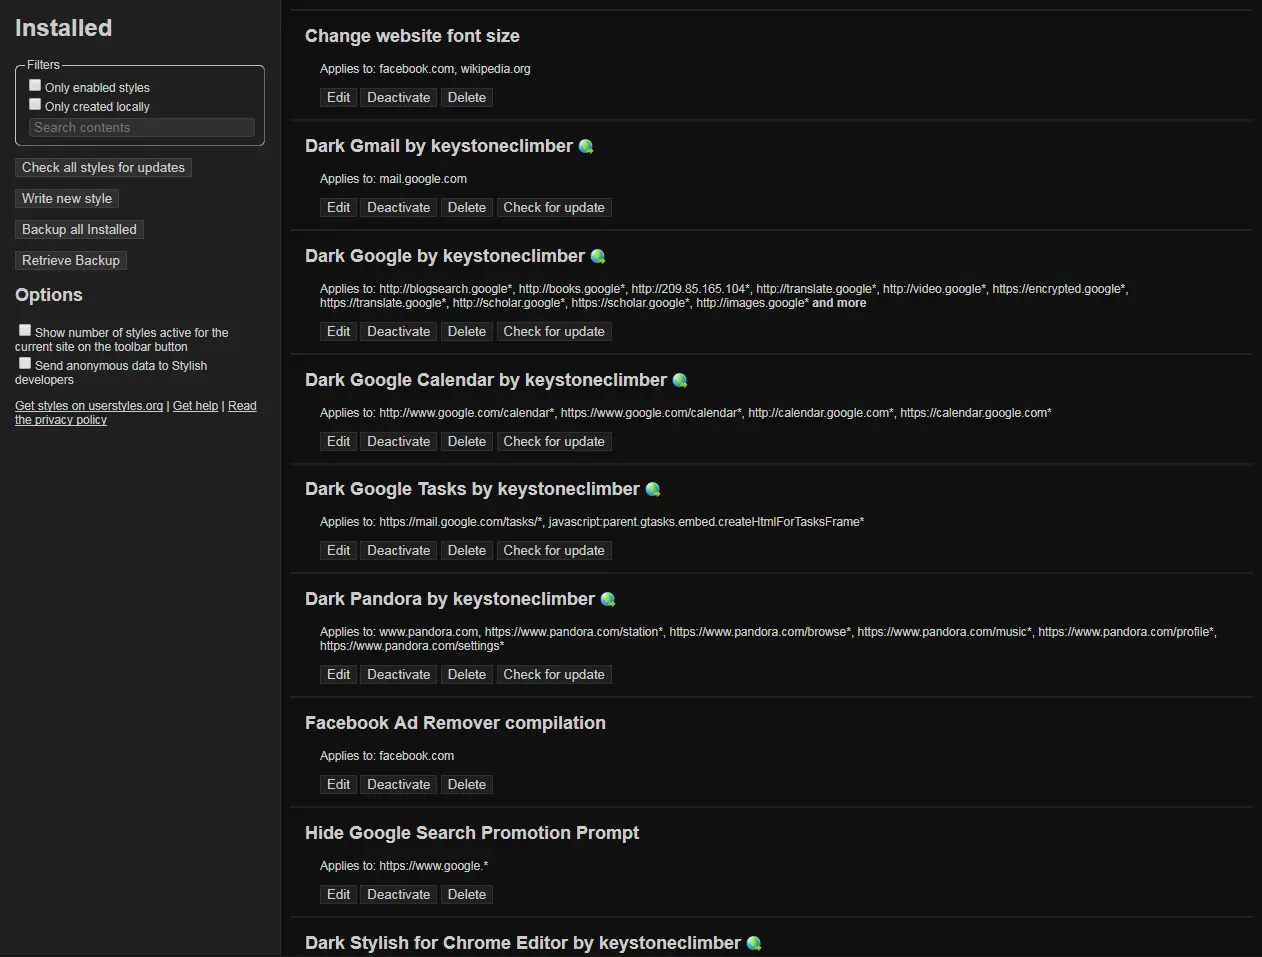 Installed
Filters
Only enabled styles
Only created locally
Search contents
Check all styles for updates
Write new style
Backup all Installed
Retrieve Backup
Options
Show number of styles active for the
current site on the toolbar button
Send anonymous data to Stylish
developers
Get styles on userstyles.org | Get help | Read
the privacy policy
Change website font size
Applies to: facebook.com, wikipedia.org
Edit Deactivate Delete
Dark Gmail by keystoneclimber
Applies to: mail.google.com
Edit Deactivate Delete Check for update
Dark Google by keystoneclimber
Applies to: http://blogsearch.google*, http://books.google*, http://209.85.165.104*, http://translate.google*, http://video.google*, https://encrypted.google*,
https://translate.google*, http://scholar.google*, https://scholar.google*, http://images.google* and more
Edit Deactivate Delete Check for update
Dark Google Calendar by keystoneclimber
Applies to: http://www.google.com/calendar*, https://www.google.com/calendar*, http://calendar.google.com*, https://calendar.google.com*
Edit Deactivate Delete Check for update
Dark Google Tasks by keystoneclimber
Applies to: https://mail.google.com/tasks/*, javascript:parent.gtasks.embed.createHtmlForTasksFrame*
Edit Deactivate Delete Check for update
Dark Pandora by keystoneclimber
Applies to: www.pandora.com, https://www.pandora.com/station*, https://www.pandora.com/browse*, https://www.pandora.com/music*, https://www.pandora.com/profile*,
https://www.pandora.com/settings*
Edit Deactivate Delete Check for update
Facebook Ad Remover compilation
Applies to: facebook.com
Edit Deactivate Delete
Hide Google Search Promotion Prompt
Applies to: https://www.google.*
Edit Deactivate Delete
Dark Stylish for Chrome Editor by keystoneclimber